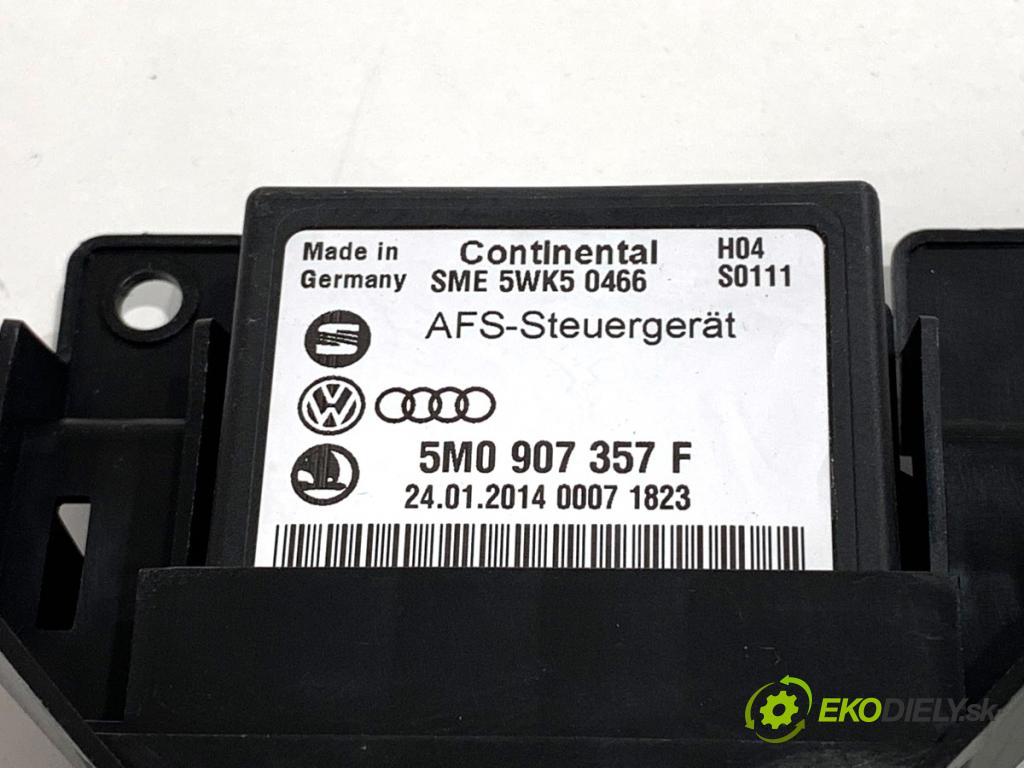 Made in
Germany
Continental
SME 5WK5 0466
H04
S0111
AFS-Steuergerät
5M0 907 357 F
24.01.2014 0007 1823
EKODIELY.sk